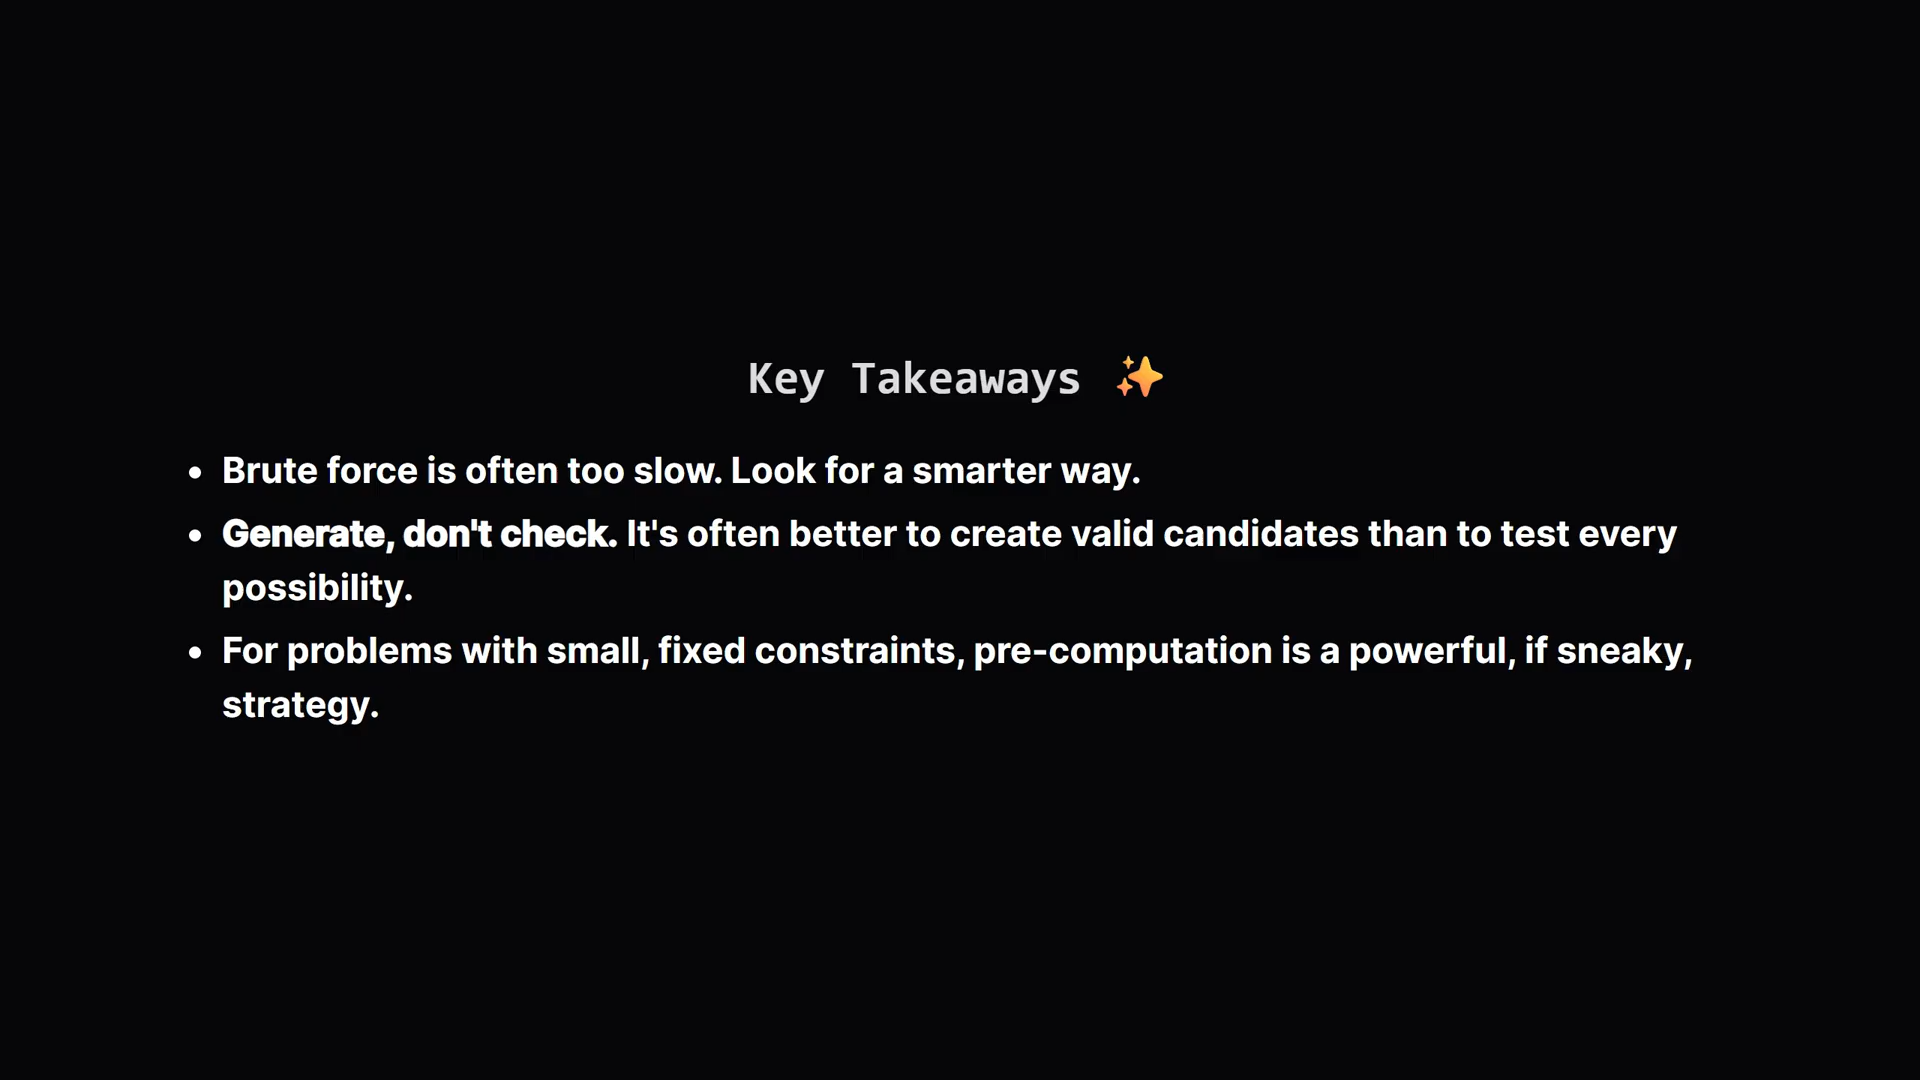 Key Takeaways ✨
• Brute force is often too slow. Look for a smarter way.
• Generate, don't check. It's often better to create valid candidates than to test every
possibility.
• For problems with small, fixed constraints, pre-computation is a powerful, if sneaky,
strategy.